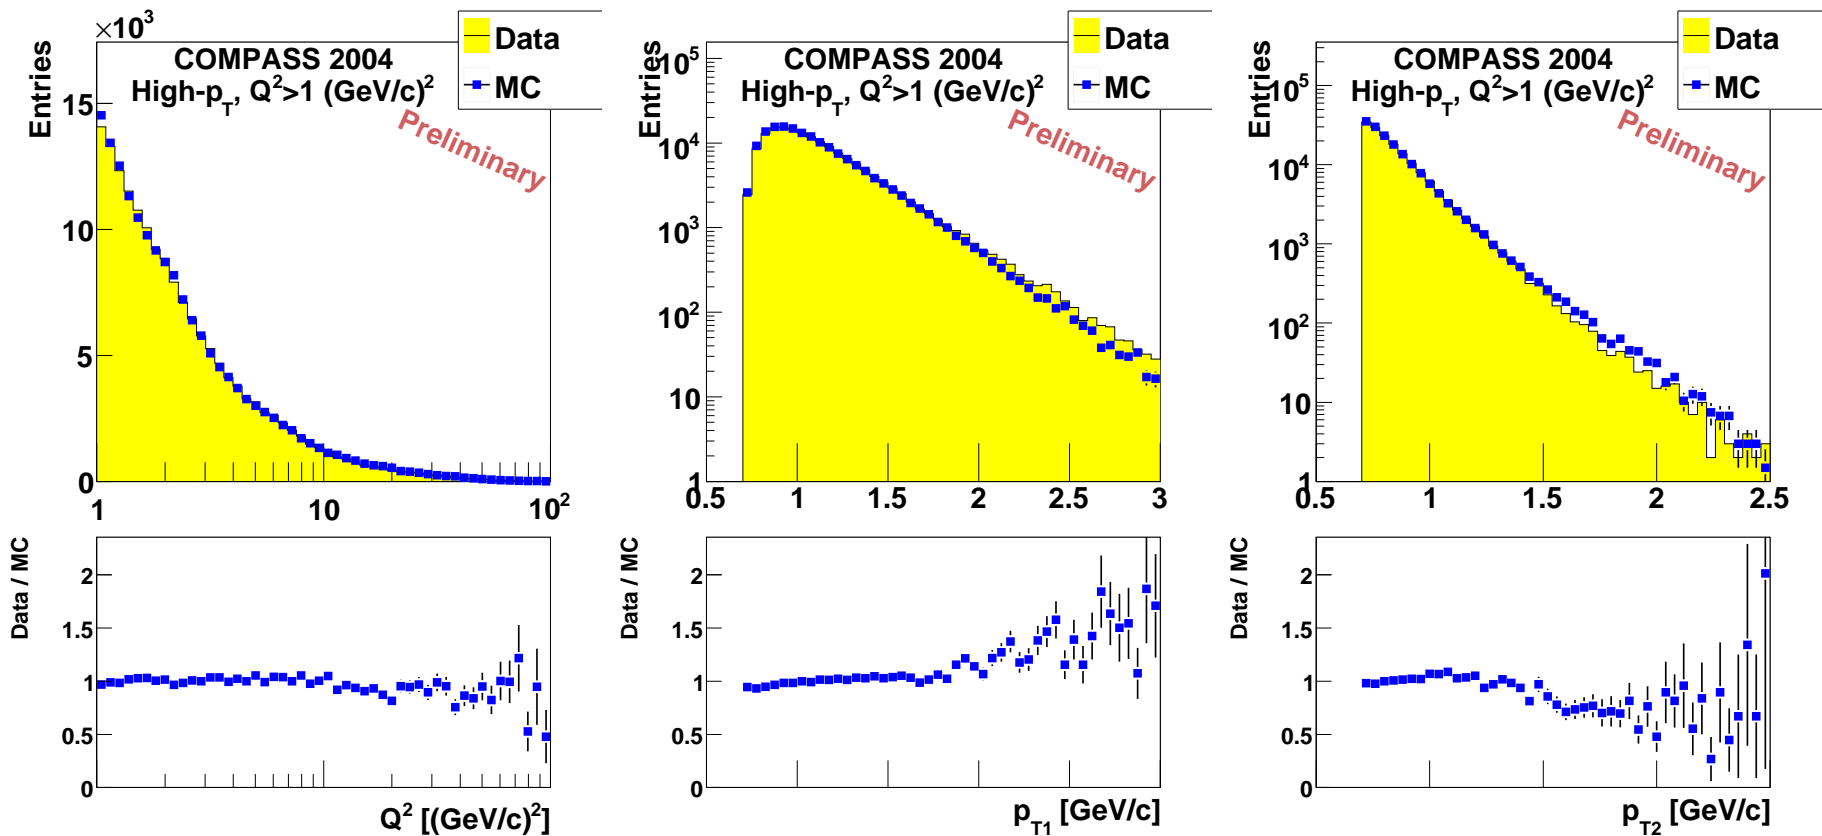 ×10³
Entries
COMPASS 2004
High-p_T, Q²>1 (GeV/c)²
Data
MC
Preliminary
15
10
5
0
1
10
10²
Data / MC
2
1.5
1
0.5
0
Q² [(GeV/c)²]
Entries
COMPASS 2004
High-p_T, Q²>1 (GeV/c)²
Data
MC
Preliminary
10⁵
10⁴
10³
10²
10
1
0.5
1
1.5
2
2.5
3
Data / MC
2
1.5
1
0.5
0
p_T1 [GeV/c]
Entries
COMPASS 2004
High-p_T, Q²>1 (GeV/c)²
Data
MC
Preliminary
10⁵
10⁴
10³
10²
10
1
0.5
1
1.5
2
2.5
Data / MC
2
1.5
1
0.5
0
p_T2 [GeV/c]